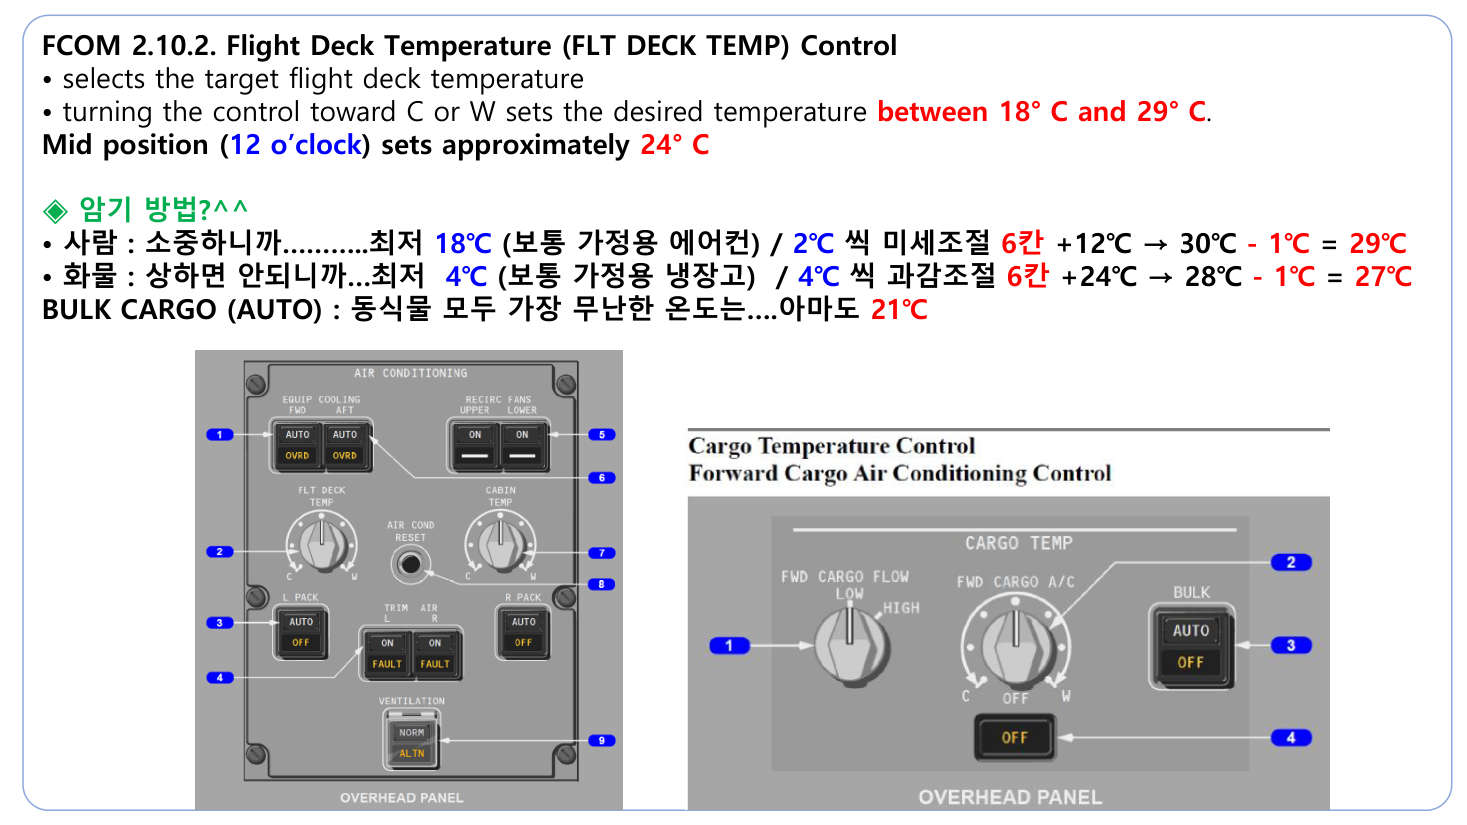 FCOM 2.10.2. Flight Deck Temperature (FLT DECK TEMP) Control
• selects the target flight deck temperature
• turning the control toward C or W sets the desired temperature between 18° C and 29° C.
Mid position (12 o’clock) sets approximately 24° C
◈ 암기 방법?^^
• 사람 : 소중하니까...........최저 18℃ (보통 가정용 에어컨) / 2℃ 씩 미세조절 6칸 +12℃ → 30℃ - 1℃ = 29℃
• 화물 : 상하면 안되니까...최저 4℃ (보통 가정용 냉장고) / 4℃ 씩 과감조절 6칸 +24℃ → 28℃ - 1℃ = 27℃
BULK CARGO (AUTO) : 동식물 모두 가장 무난한 온도는....아마도 21℃
AIR CONDITIONING
EQUIP COOLING
FWD AFT
RECIRC FANS
UPPER LOWER
1
AUTO AUTO
OVRD OVRD
ON ON
5
6
FLT DECK
TEMP
CABIN
TEMP
AIR COND
RESET
2
7
C W
C W
8
L PACK
R PACK
3
AUTO
OFF
TRIM AIR
L R
ON ON
FAULT FAULT
AUTO
OFF
4
VENTILATION
NORM
ALTN
9
OVERHEAD PANEL
Cargo Temperature Control
Forward Cargo Air Conditioning Control
CARGO TEMP
FWD CARGO FLOW
LOW
HIGH
FWD CARGO A/C
2
BULK
1
AUTO
OFF
3
C OFF W
OFF
4
OVERHEAD PANEL